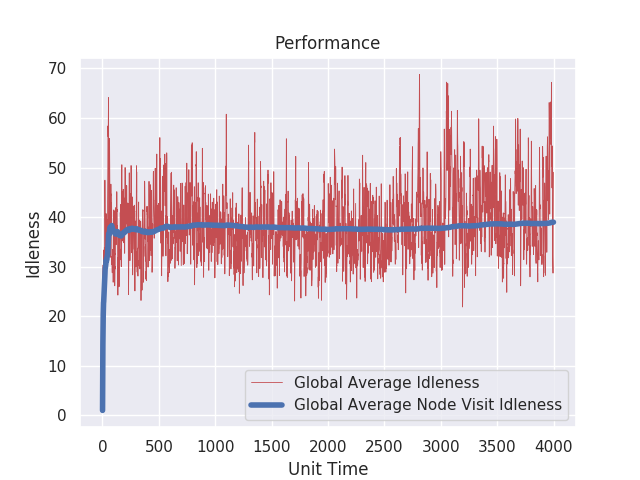 Performance
70
60
50
40
30
20
10
0
Idleness
Global Average Idleness
Global Average Node Visit Idleness
0 500 1000 1500 2000 2500 3000 3500 4000
Unit Time